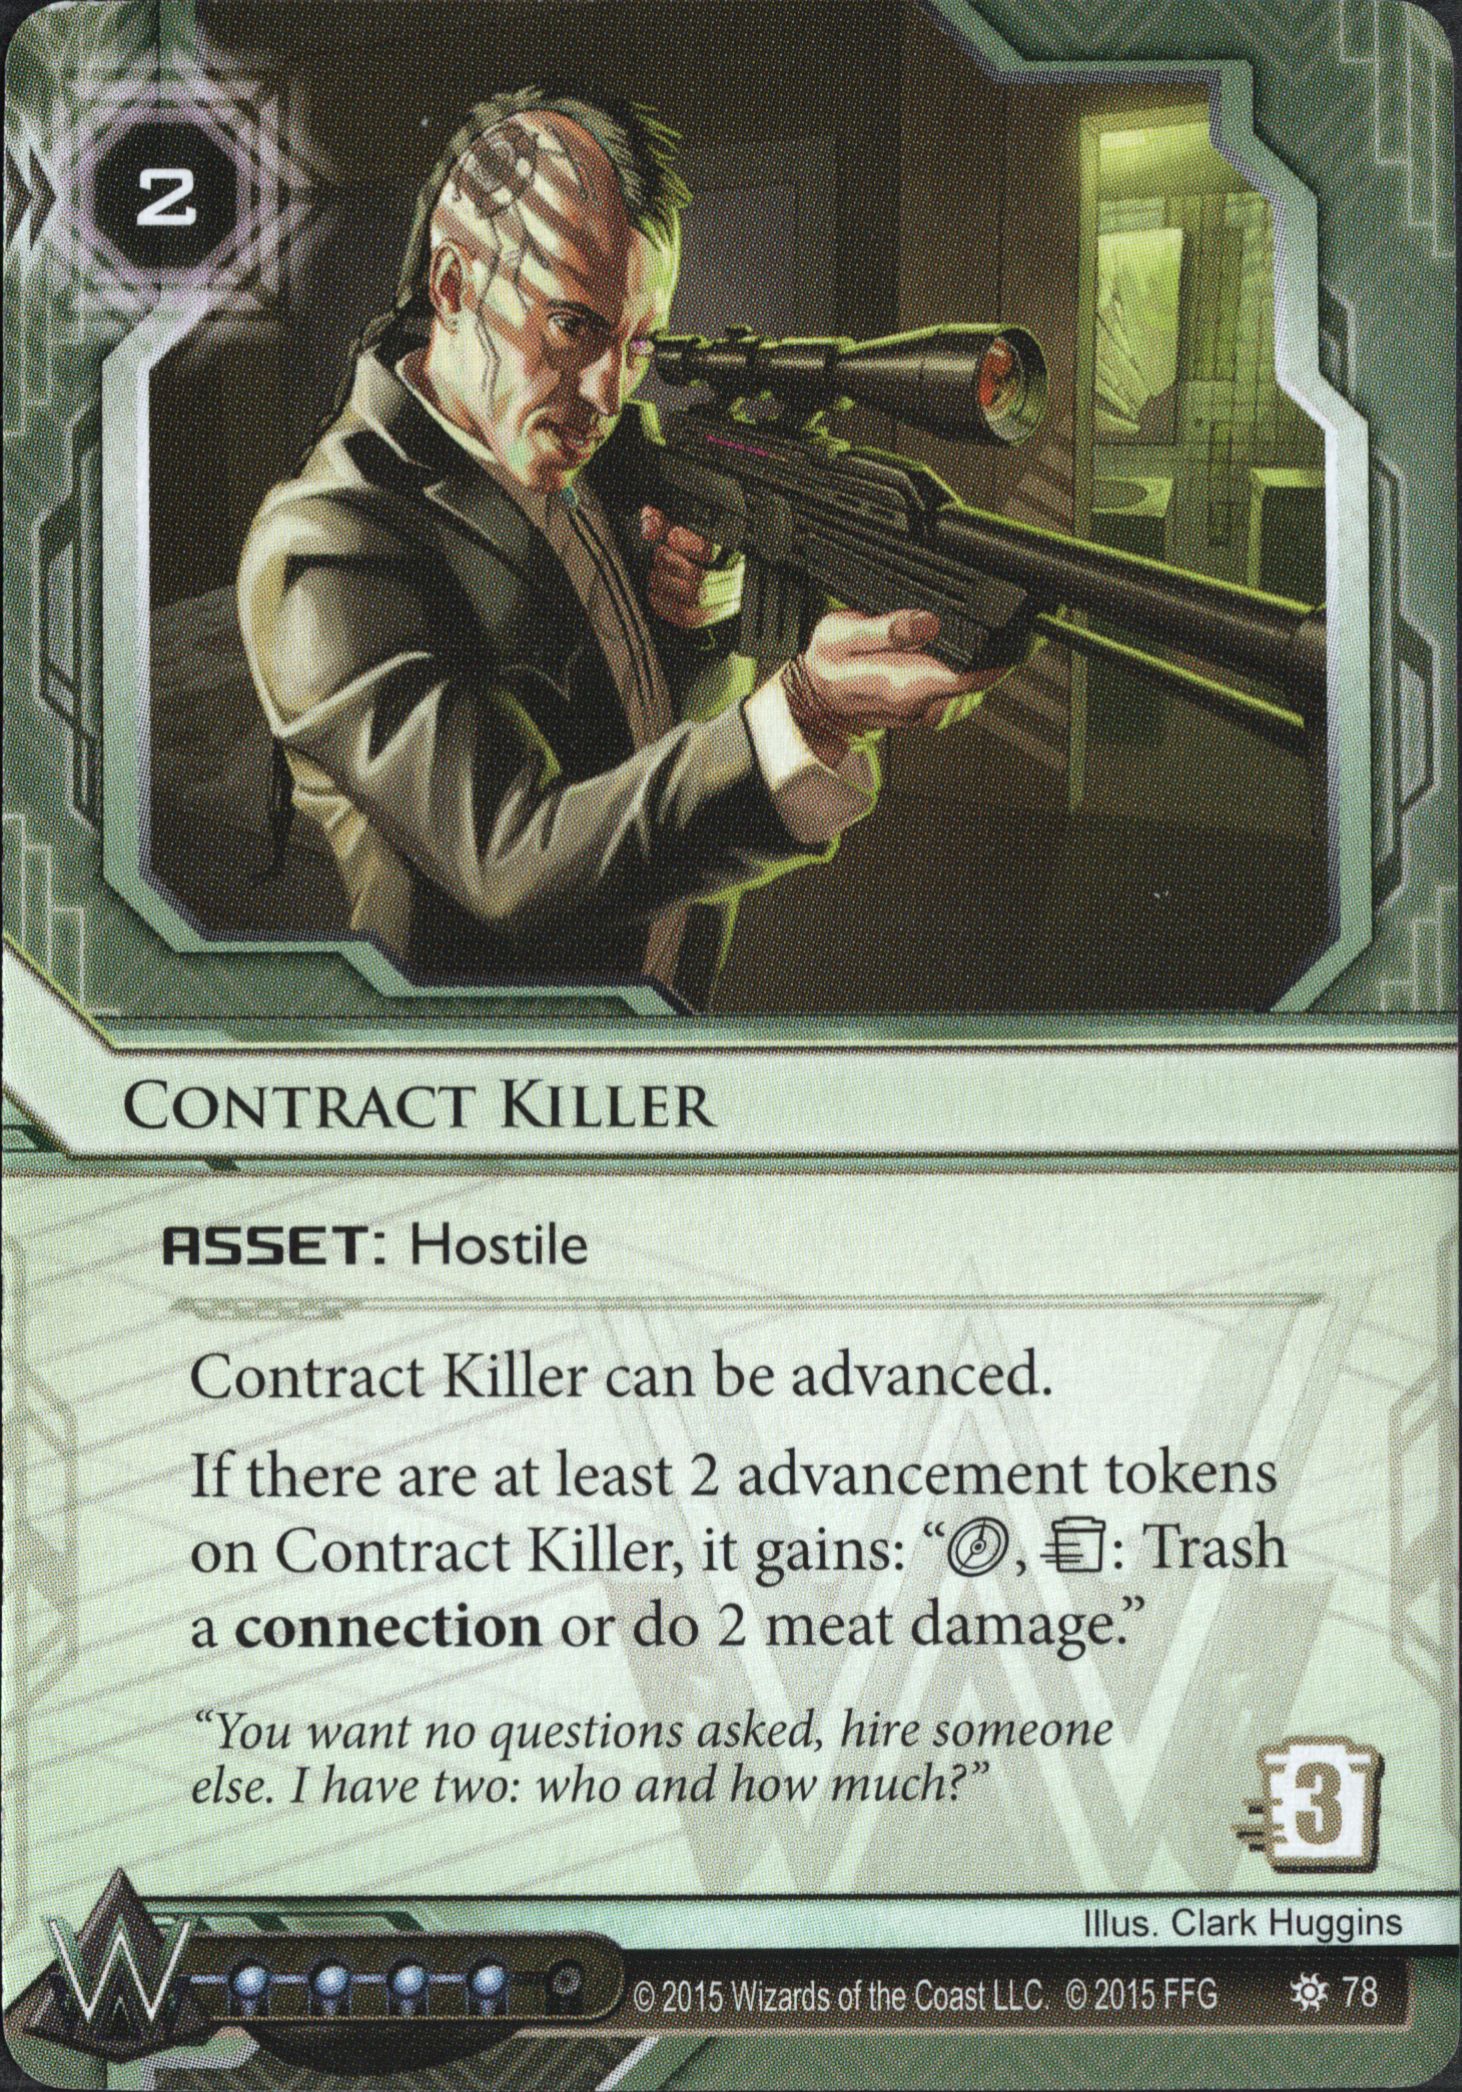 2
CONTRACT KILLER
ASSET: Hostile
Contract Killer can be advanced.
If there are at least 2 advancement tokens
on Contract Killer, it gains: “ , : Trash
a connection or do 2 meat damage.”
“You want no questions asked, hire someone
else. I have two: who and how much?”
3
Illus. Clark Huggins
W
© 2015 Wizards of the Coast LLC. © 2015 FFG 78